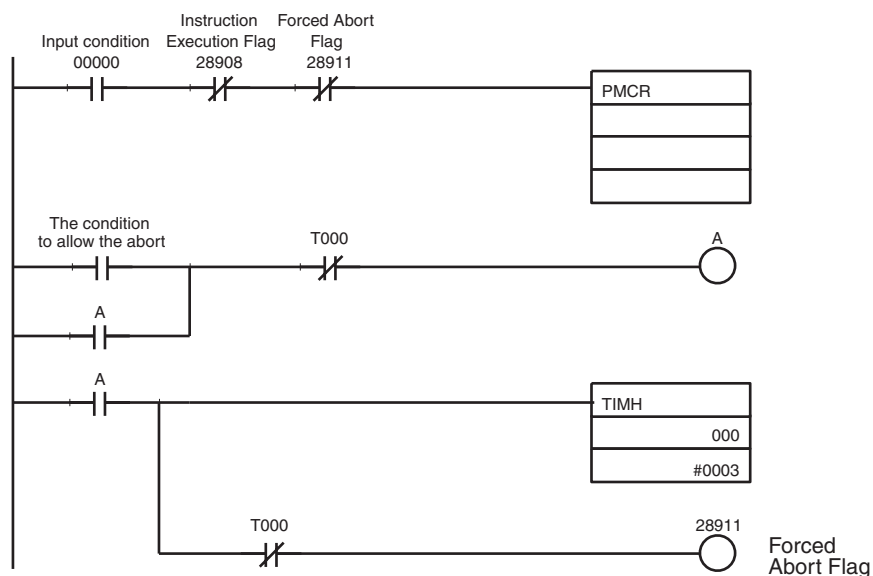 Input condition
00000
Instruction
Execution Flag
28908
Forced Abort
Flag
28911
PMCR
The condition
to allow the abort
T000
A
A
A
TIMH
000
#0003
T000
28911
Forced
Abort Flag